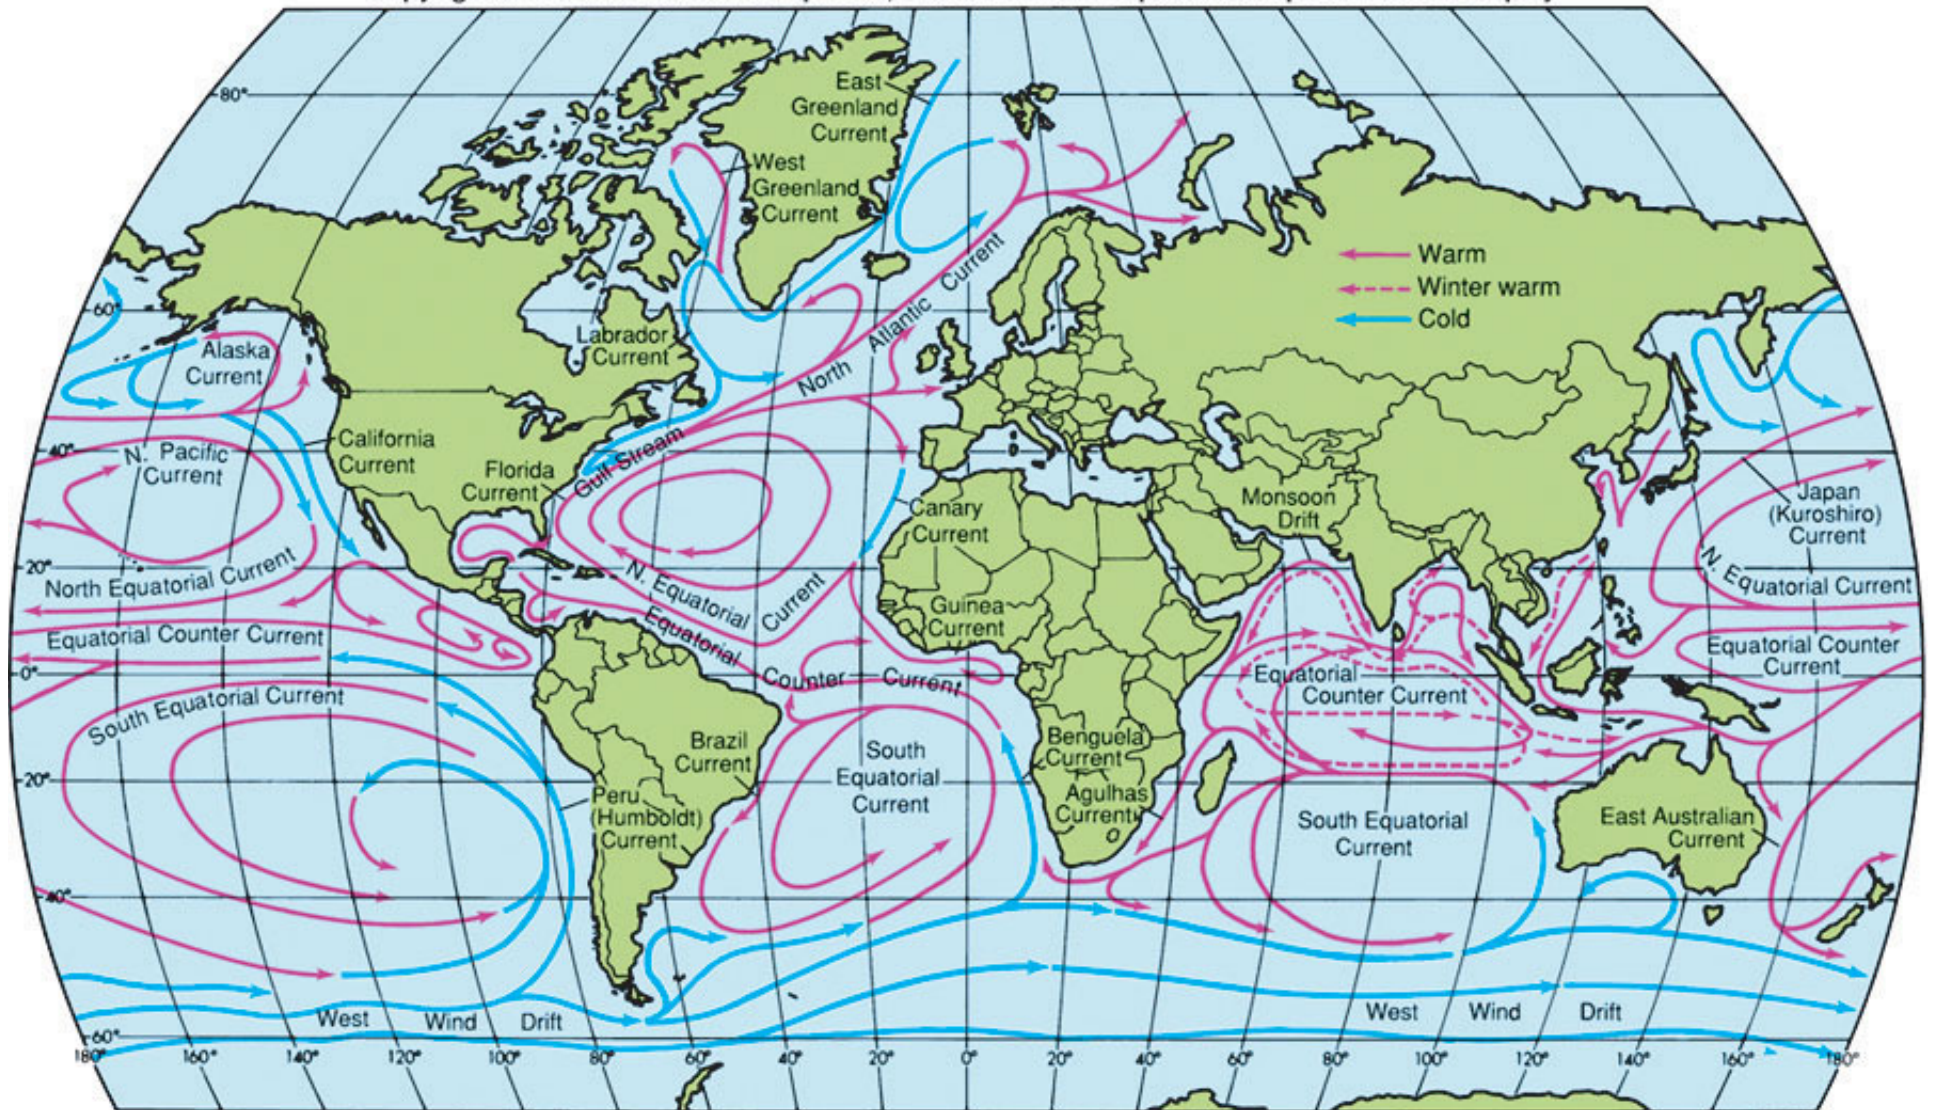 80°
East
Greenland
Current
West
Greenland
Current
Warm
Winter warm
Cold
60°
Alaska
Current
Labrador
Current
North Atlantic Current
40°
N. Pacific
Current
California
Current
Florida
Current
Gulf Stream
Canary
Current
Monsoon
Drift
Japan
(Kuroshiro)
Current
20°
North Equatorial Current
N. Equatorial Current
N. Equatorial Current
Guinea
Current
Equatorial Counter Current
Equatorial Counter Current
Equatorial
Counter Current
Equatorial Counter
Current
0°
South Equatorial Current
Brazil
Current
South
Equatorial
Current
Benguela
Current
20°
Peru
(Humboldt)
Current
Agulhas
Current
South Equatorial
Current
East Australian
Current
40°
West Wind Drift
West Wind Drift
60°
180° 160° 140° 120° 100° 80° 60° 40° 20° 0° 20° 40° 60° 80° 100° 120° 140° 160° 180°